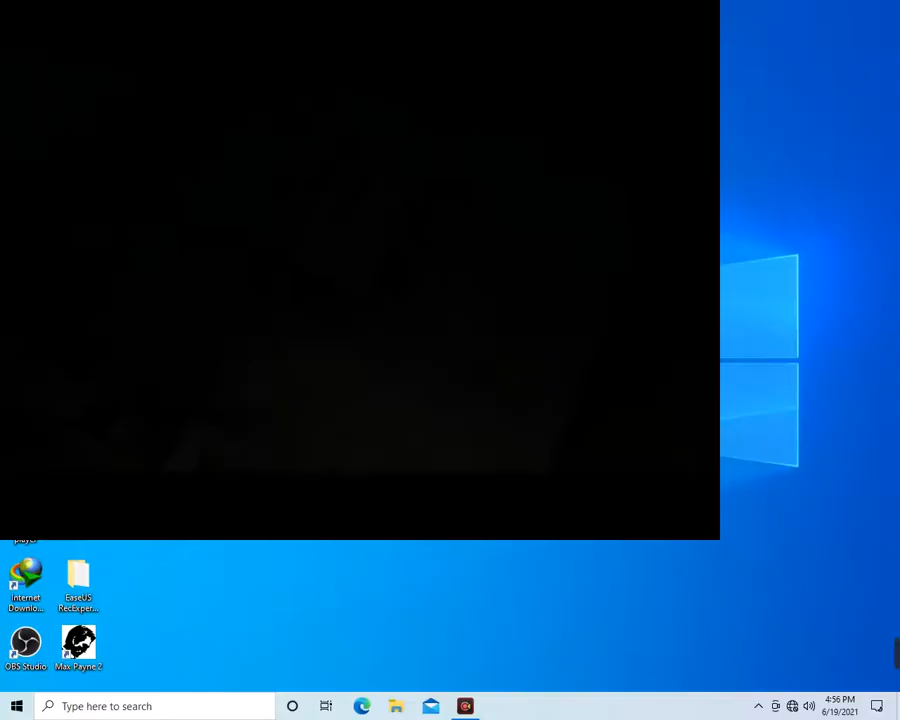 player
Internet
Downlo...
EaseUS
RecExper...
OBS Studio
Max Payne 2
Type here to search
4:56 PM
6/19/2021